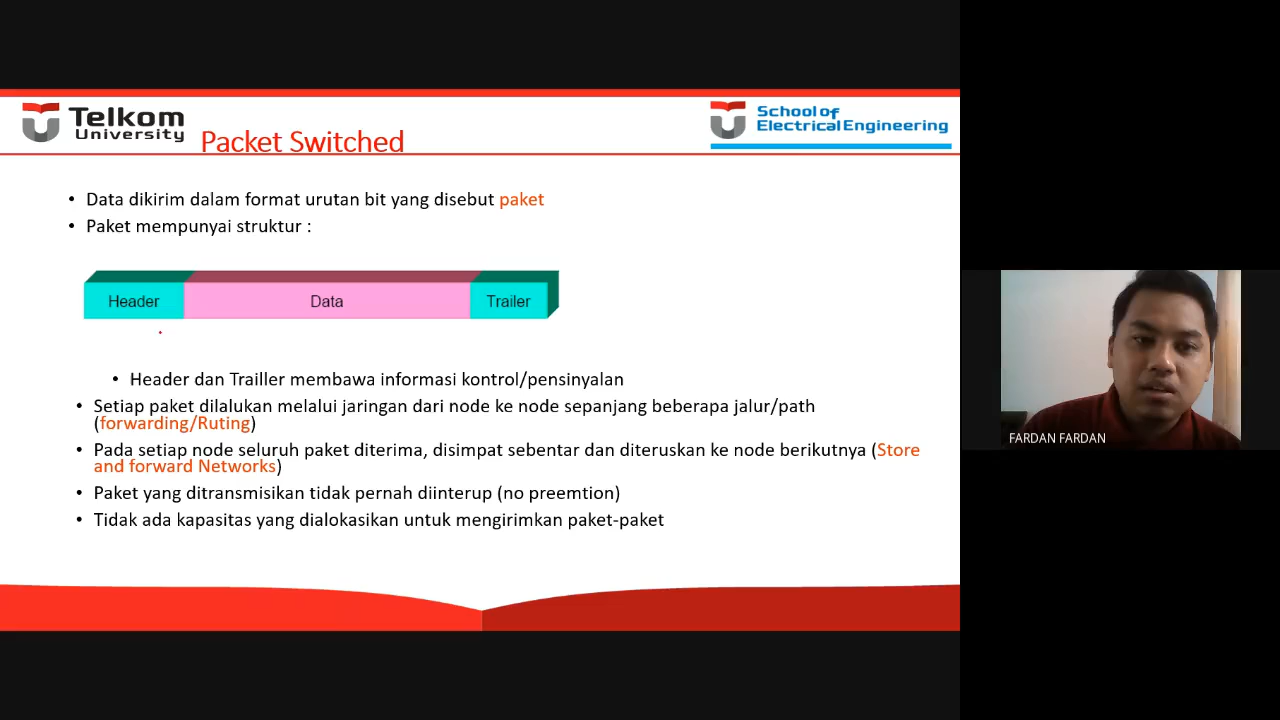 Telkom
University
Packet Switched
School of
Electrical Engineering
• Data dikirim dalam format urutan bit yang disebut paket
• Paket mempunyai struktur :
Header
Data
Trailer
• Header dan Trailler membawa informasi kontrol/pensinyalan
• Setiap paket dilalukan melalui jaringan dari node ke node sepanjang beberapa jalur/path
(forwarding/Ruting)
• Pada setiap node seluruh paket diterima, disimpat sebentar dan diteruskan ke node berikutnya (Store
and forward Networks)
• Paket yang ditransmisikan tidak pernah diinterup (no preemtion)
• Tidak ada kapasitas yang dialokasikan untuk mengirimkan paket-paket
FARDAN FARDAN